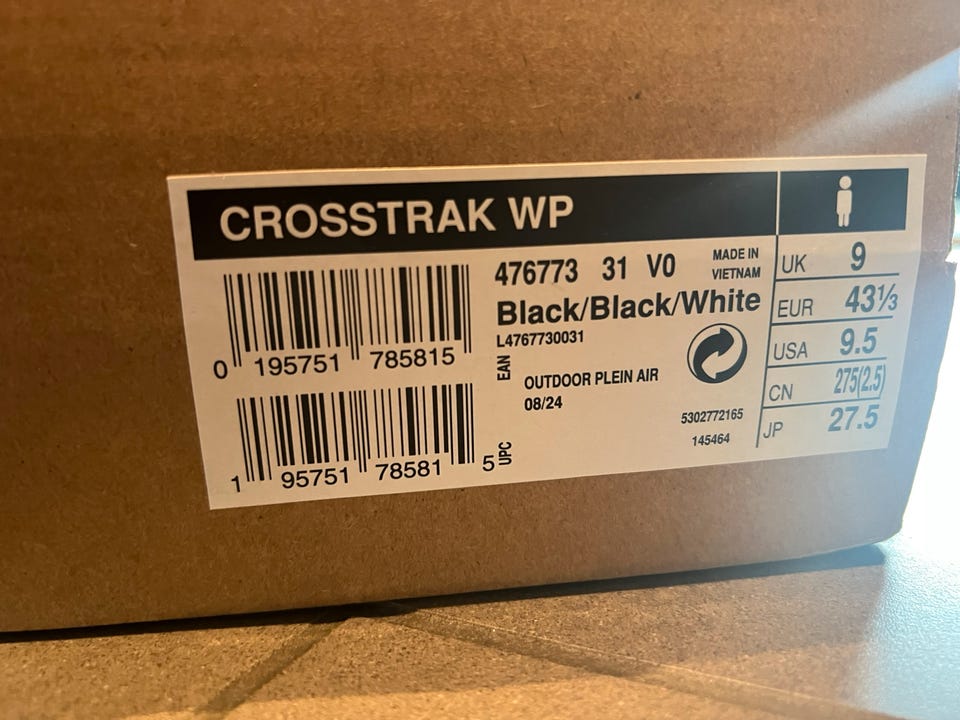 CROSSTRAK WP
0 195751 785815
EAN
1 95751 78581 5
UPC
476773 31 V0
MADE IN
VIETNAM
Black/Black/White
L4767730031
OUTDOOR PLEIN AIR
08/24
5302772165
145464
UK 9
EUR 43⅓
USA 9.5
CN 275(2.5)
JP 27.5